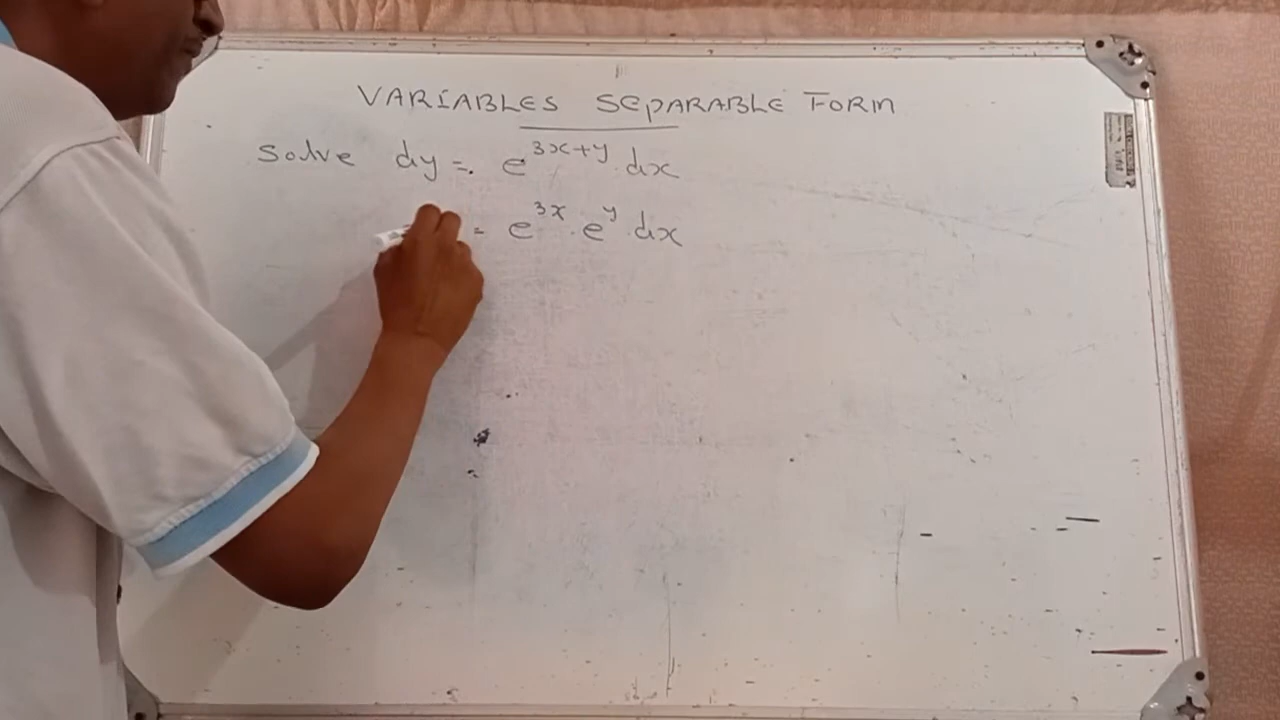 VARIABLES SEPARABLE FORM
Solve dy = e^{3x+y} dx
= e^{3x} . e^{y} dx